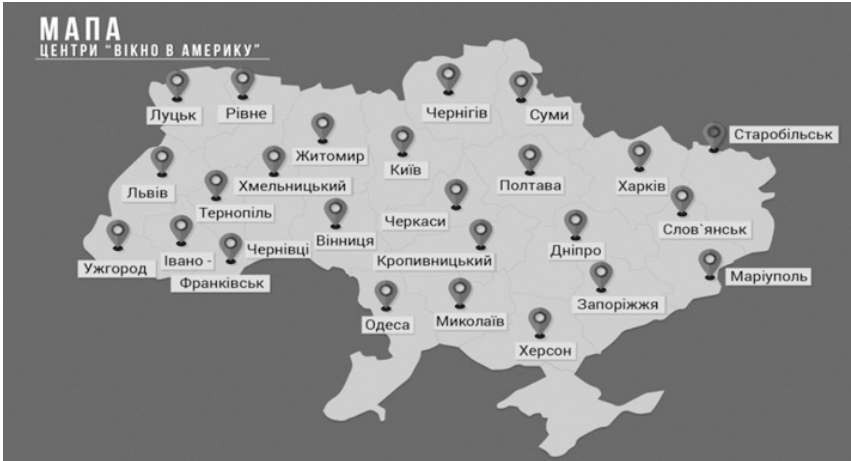 МАПА
ЦЕНТРИ “ВІКНО В АМЕРИКУ”
Луцьк
Рівне
Чернігів
Суми
Старобільськ
Житомир
Київ
Львів
Хмельницький
Полтава
Харків
Тернопіль
Черкаси
Слов`янськ
Вінниця
Чернівці
Дніпро
Ужгород
Івано -
Франківськ
Кропивницький
Маріуполь
Запоріжжя
Одеса
Миколаїв
Херсон